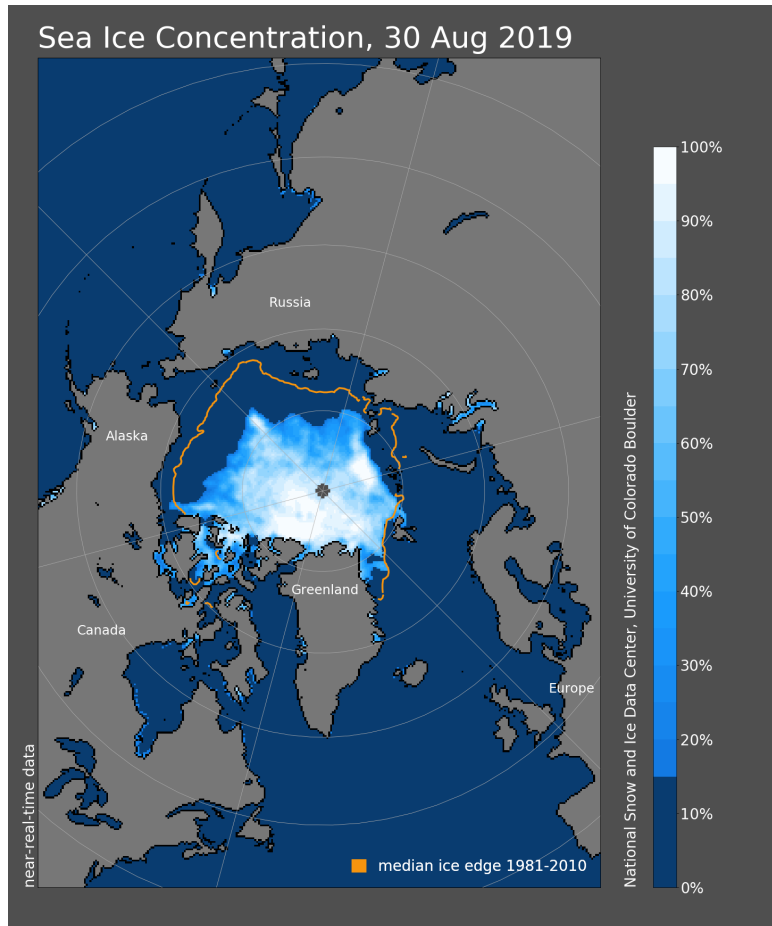 Sea Ice Concentration, 30 Aug 2019
Russia
Alaska
Canada
Greenland
Europe
near-real-time data
median ice edge 1981-2010
National Snow and Ice Data Center, University of Colorado Boulder
100%
90%
80%
70%
60%
50%
40%
30%
20%
10%
0%